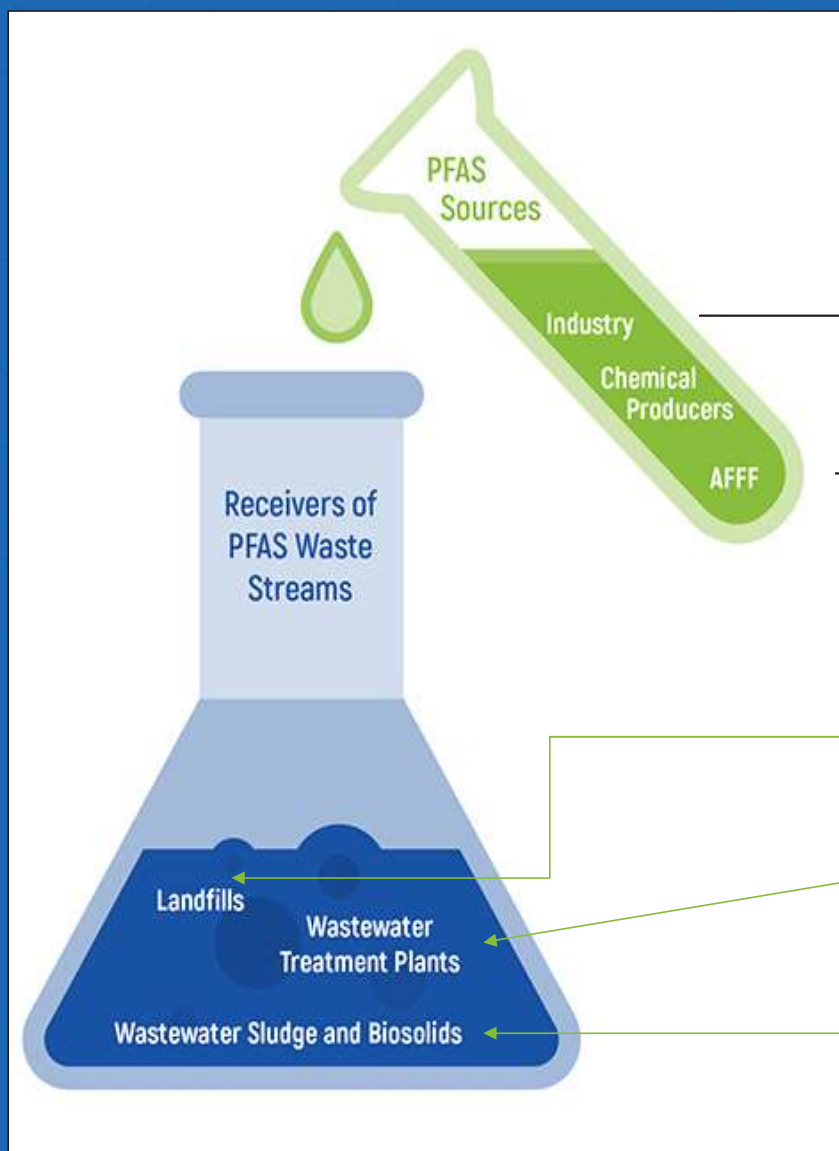 PFAS
Sources
Industry
Chemical
Producers
AFFF
Receivers of
PFAS Waste
Streams
Landfills
Wastewater
Treatment Plants
Wastewater Sludge and Biosolids